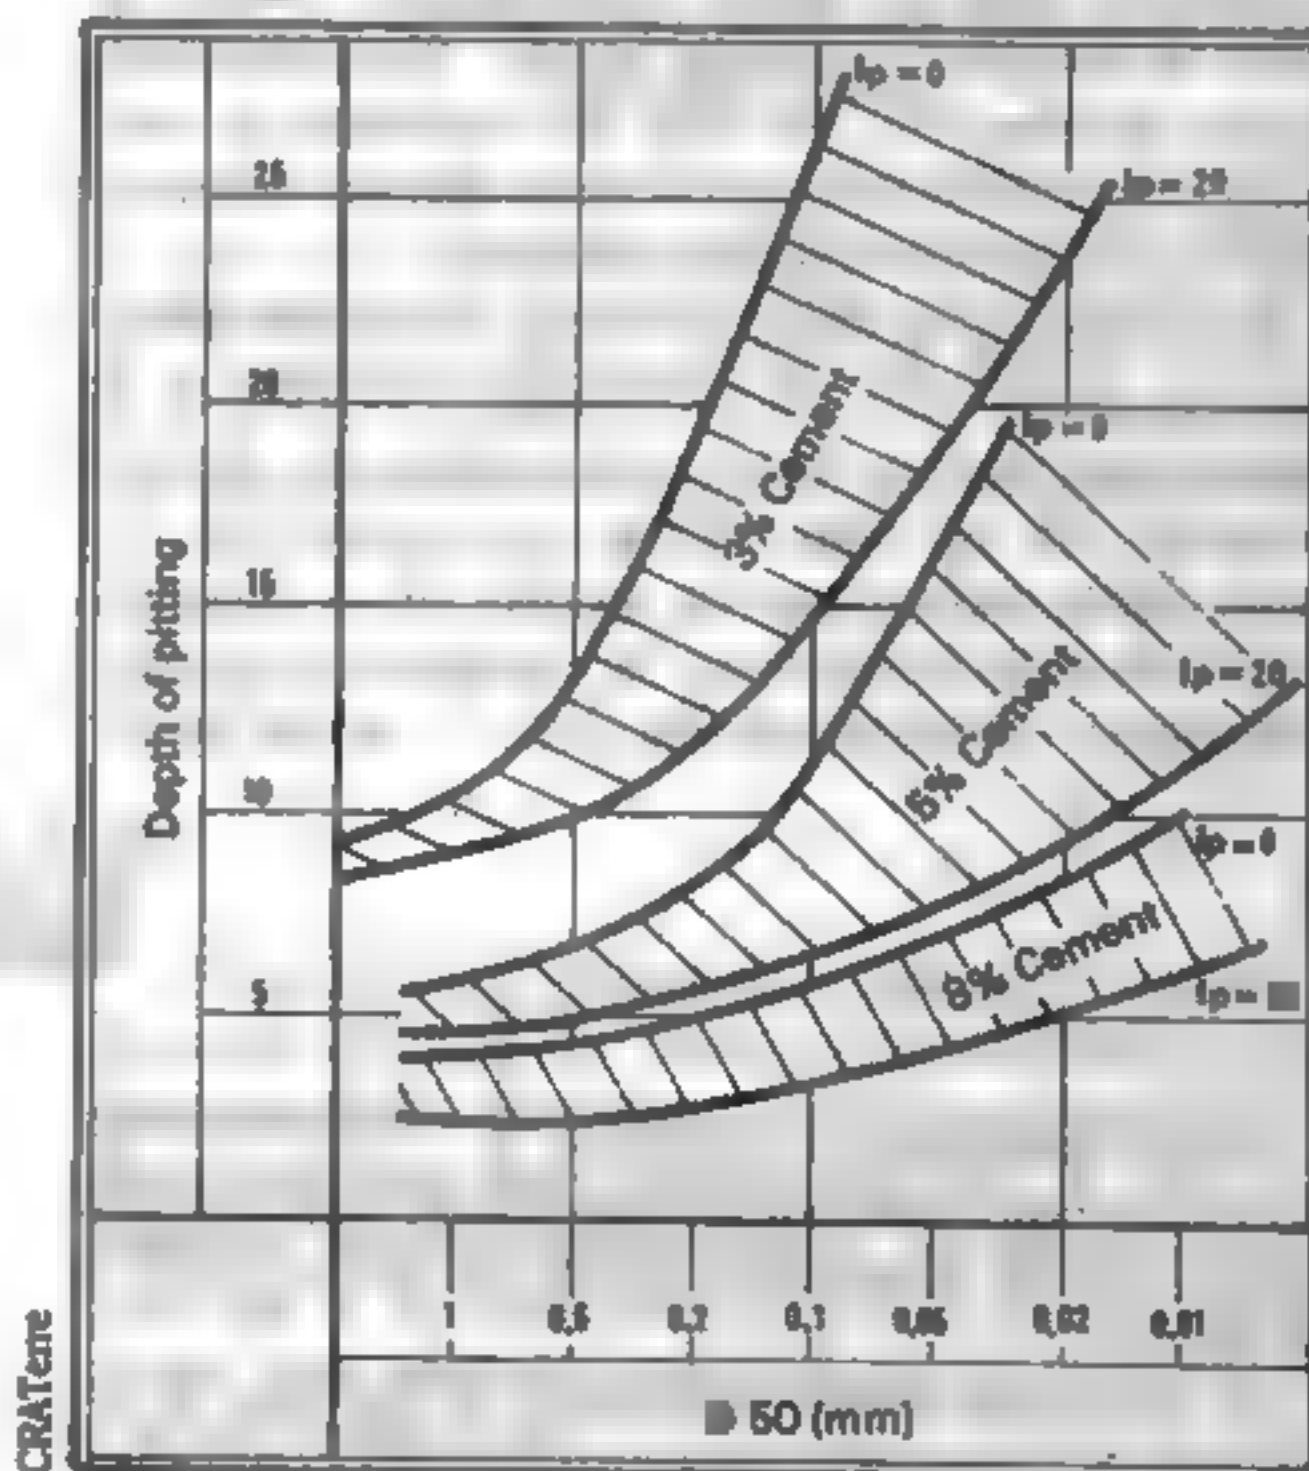 Ip = 0
25
Ip = 20
20
3% Cement
Ip = 0
15
Depth of pitting
Ip = 20
5% Cement
10
Ip = 0
8% Cement
5
Ip =
1
0.5
0.2
0.1
0.05
0.02
0.01
50 (mm)
CRATerre